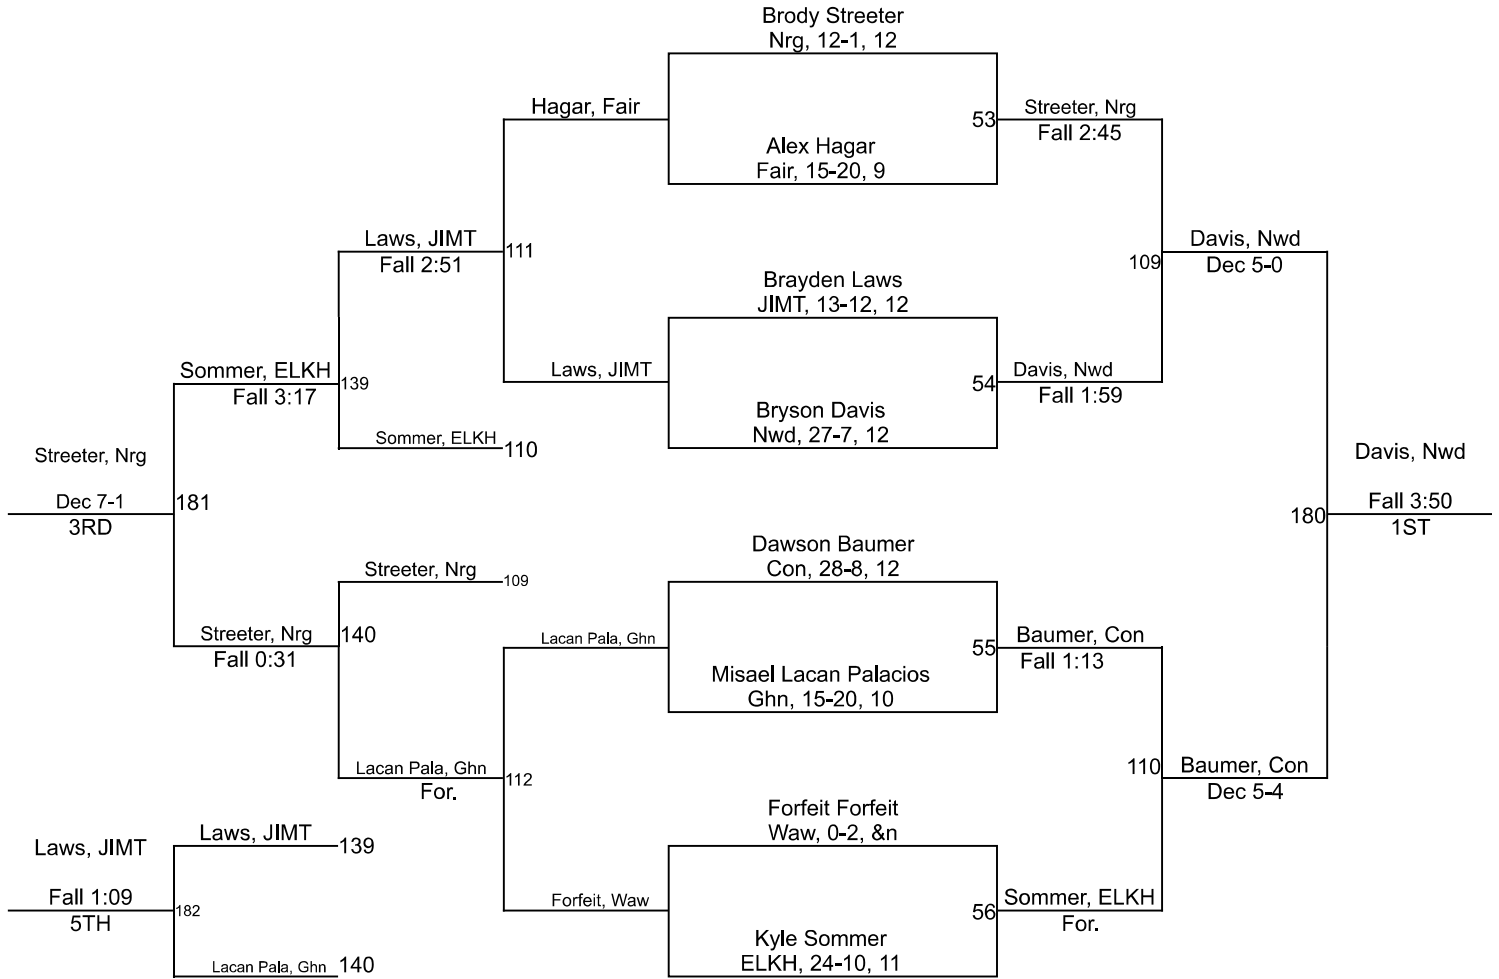 Brody Streeter
Nrg, 12-1, 12
Hagar, Fair
53
Streeter, Nrg
Fall 2:45
Alex Hagar
Fair, 15-20, 9
Laws, JIMT
Fall 2:51
111
109
Davis, Nwd
Dec 5-0
Brayden Laws
JIMT, 13-12, 12
Sommer, ELKH
Fall 3:17
139
Laws, JIMT
54
Davis, Nwd
Fall 1:59
Bryson Davis
Nwd, 27-7, 12
Sommer, ELKH
110
Streeter, Nrg
Dec 7-1
3RD
181
180
Davis, Nwd
Fall 3:50
1ST
Dawson Baumer
Con, 28-8, 12
Streeter, Nrg
109
Streeter, Nrg
Fall 0:31
140
Lacan Pala, Ghn
55
Baumer, Con
Fall 1:13
Misael Lacan Palacios
Ghn, 15-20, 10
Lacan Pala, Ghn
For.
112
110
Baumer, Con
Dec 5-4
Forfeit Forfeit
Waw, 0-2, &n
Laws, JIMT
139
Laws, JIMT
Fall 1:09
5TH
182
Forfeit, Waw
56
Sommer, ELKH
For.
Kyle Sommer
ELKH, 24-10, 11
Lacan Pala, Ghn
140